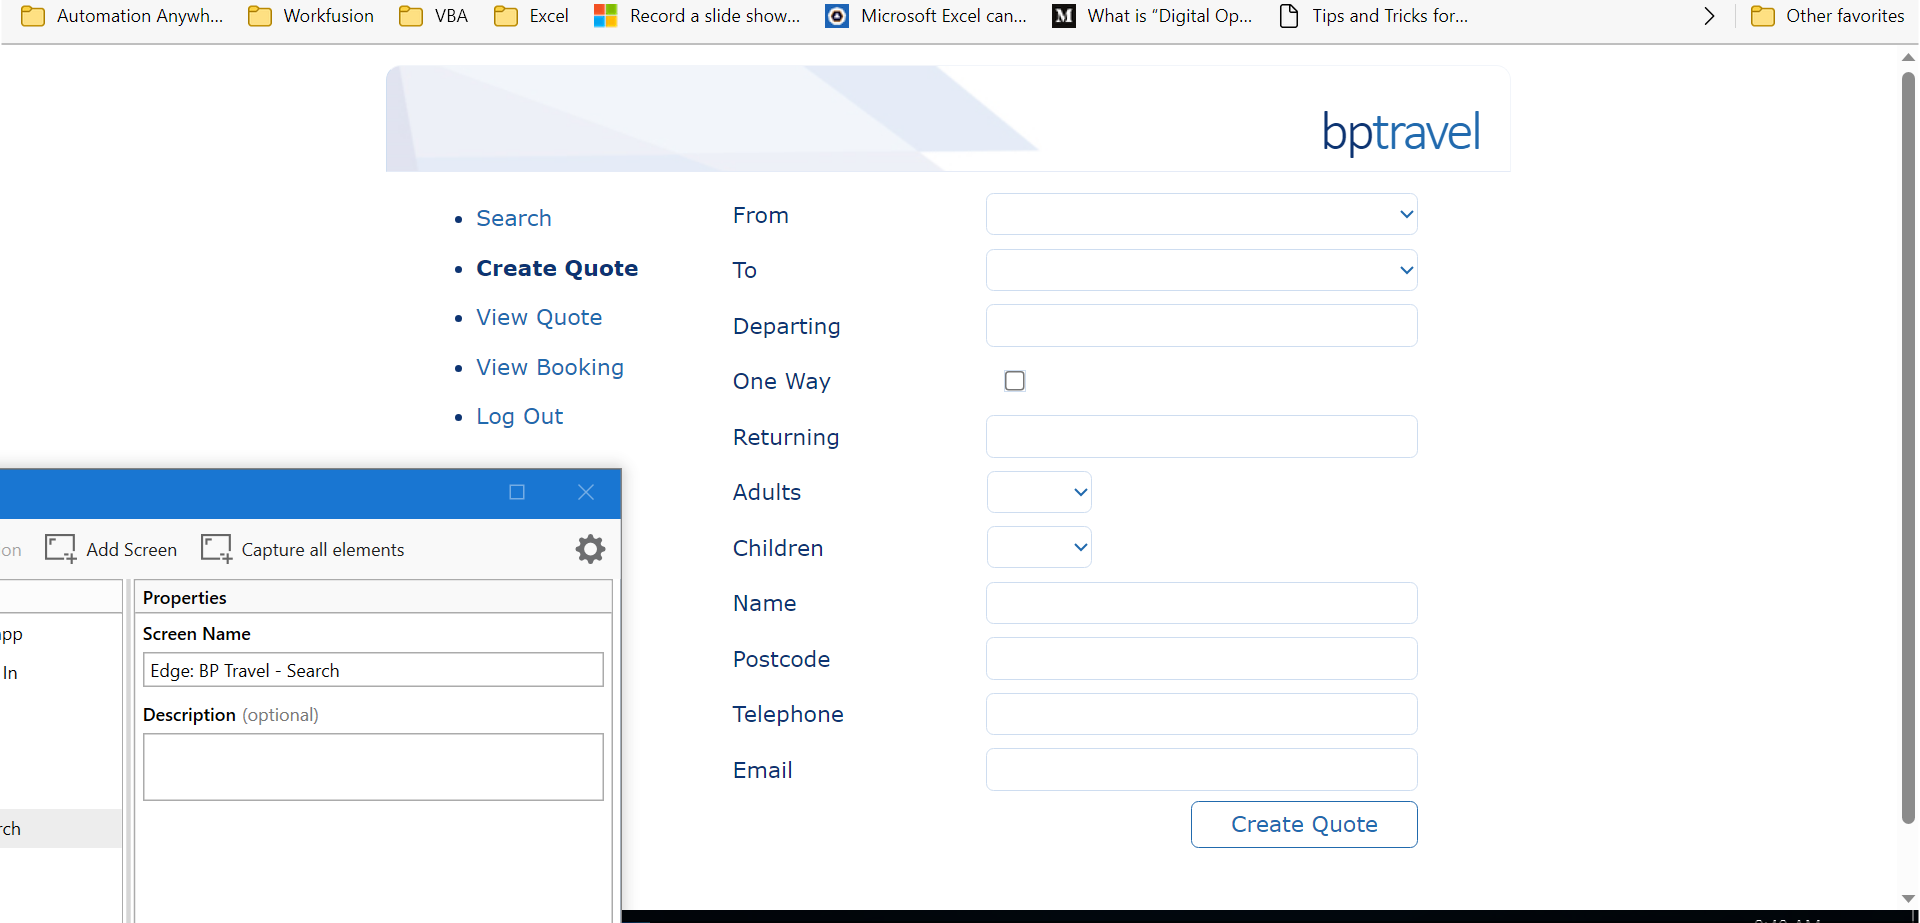 Automation Anywh... Workfusion VBA Excel Record a slide show... Microsoft Excel can... M What is “Digital Op... Tips and Tricks for... Other favorites
bptravel
Search
Create Quote
View Quote
View Booking
Log Out
From
To
Departing
One Way
Returning
Adults
Children
Name
Postcode
Telephone
Email
Create Quote
on Add Screen Capture all elements
Properties
Screen Name
Edge: BP Travel - Search
Description (optional)
app
In
rch